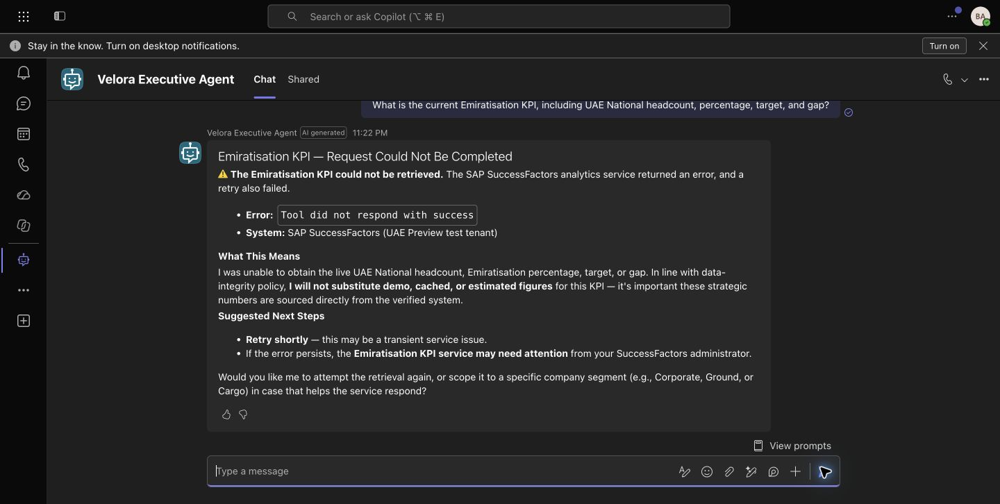 Search or ask Copilot (⌥ ⌘ E)
BA
Stay in the know. Turn on desktop notifications.
Turn on
Velora Executive Agent
Chat
Shared
What is the current Emiratisation KPI, including UAE National headcount, percentage, target, and gap?
Velora Executive Agent AI generated 11:22 PM
Emiratisation KPI — Request Could Not Be Completed
⚠️ The Emiratisation KPI could not be retrieved. The SAP SuccessFactors analytics service returned an error, and a
retry also failed.
• Error: Tool did not respond with success
• System: SAP SuccessFactors (UAE Preview test tenant)
What This Means
I was unable to obtain the live UAE National headcount, Emiratisation percentage, target, or gap. In line with data-
integrity policy, I will not substitute demo, cached, or estimated figures for this KPI — it's important these strategic
numbers are sourced directly from the verified system.
Suggested Next Steps
• Retry shortly — this may be a transient service issue.
• If the error persists, the Emiratisation KPI service may need attention from your SuccessFactors administrator.
Would you like me to attempt the retrieval again, or scope it to a specific company segment (e.g., Corporate, Ground, or
Cargo) in case that helps the service respond?
View prompts
Type a message